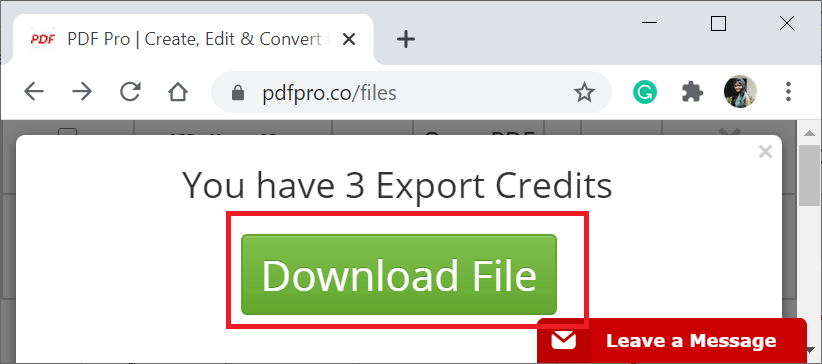 PDF PDF Pro | Create, Edit & Convert
pdfpro.co/files
You have 3 Export Credits
Download File
Leave a Message